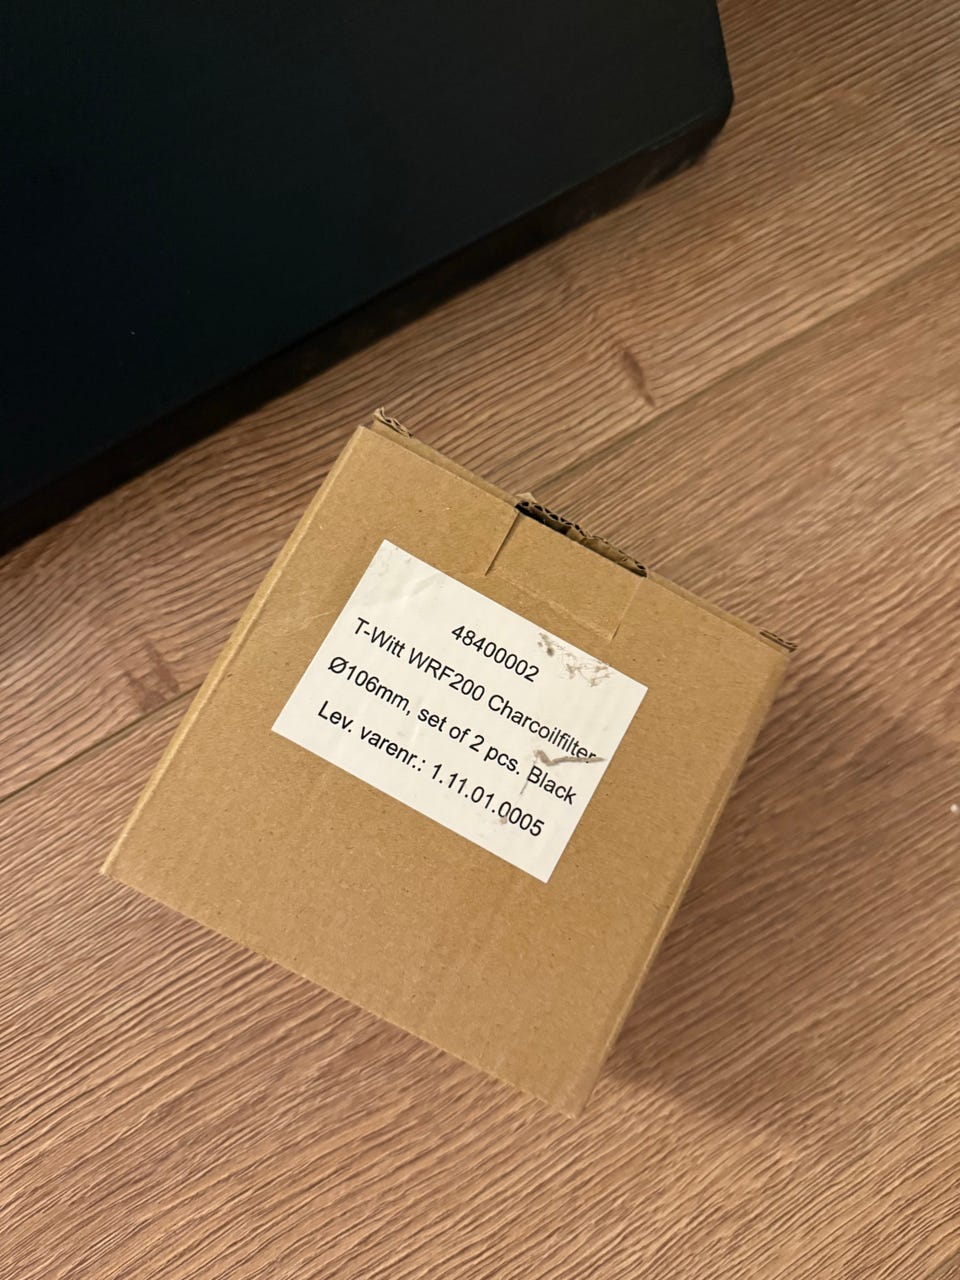 48400002
T-Witt WRF200 Charcoilfilter
Ø106mm, set of 2 pcs. Black
Lev. varenr.: 1.11.01.0005